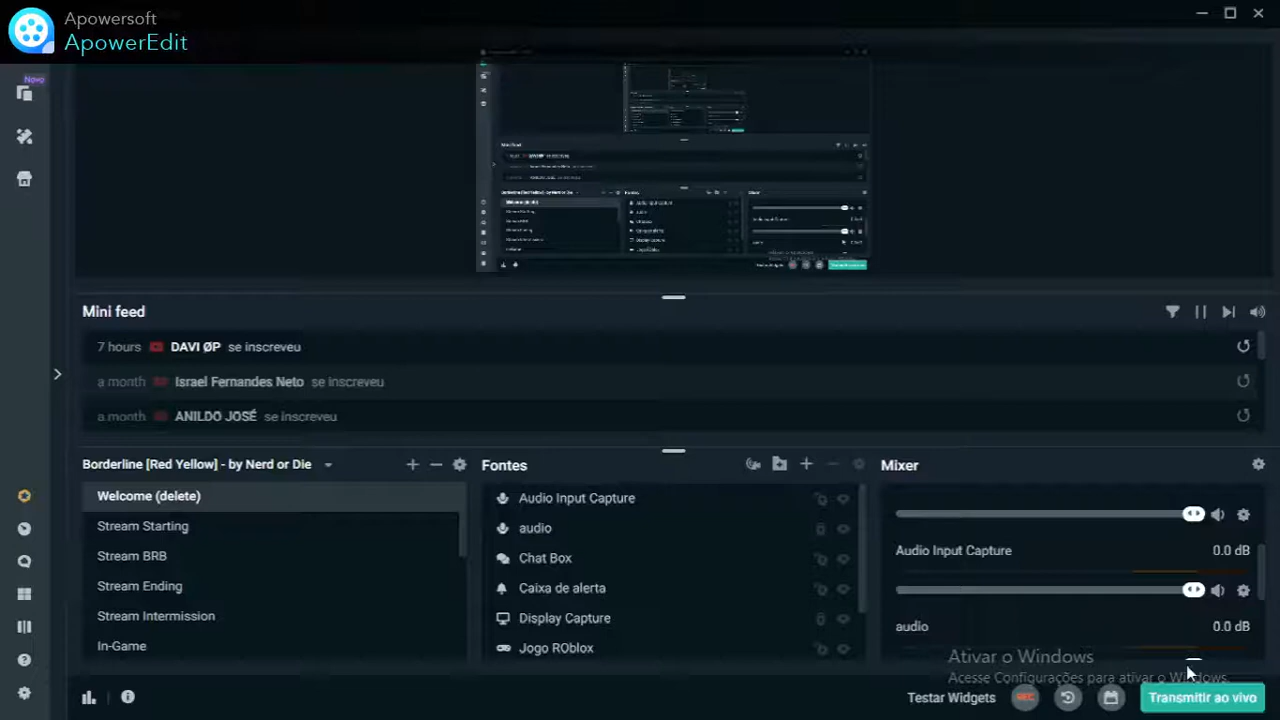 Apowersoft
ApowerEdit
Novo
Mini feed
7 hours DAVI ØP se inscreveu
a month Israel Fernandes Neto se inscreveu
a month ANILDO JOSÉ se inscreveu
Borderline [Red Yellow] - by Nerd or Die
Welcome (delete)
Stream Starting
Stream BRB
Stream Ending
Stream Intermission
In-Game
Fontes
Audio Input Capture
audio
Chat Box
Caixa de alerta
Display Capture
Jogo ROblox
Mixer
Audio Input Capture 0.0 dB
audio 0.0 dB
Ativar o Windows
Acesse Configurações para ativar o Windows.
Testar Widgets REC Transmitir ao vivo